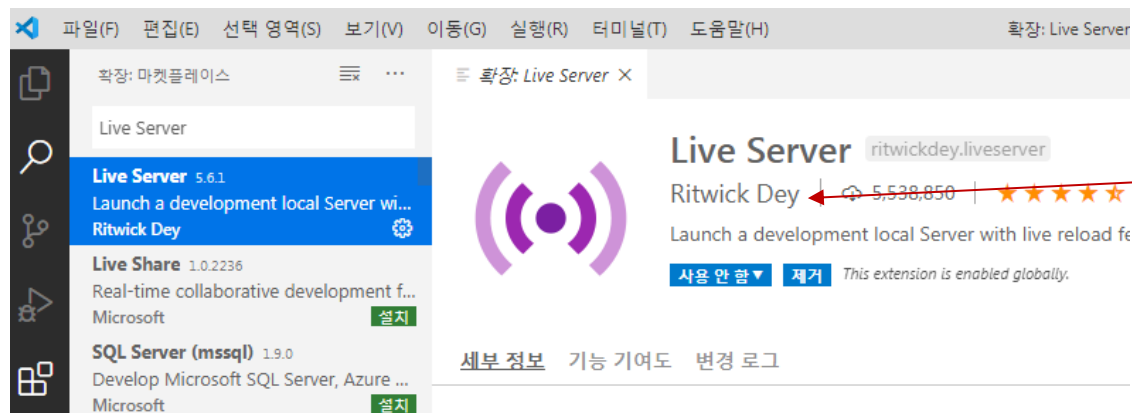 파일(F) 편집(E) 선택 영역(S) 보기(V) 이동(G) 실행(R) 터미널(T) 도움말(H) 확장: Live Server
확장: 마켓플레이스
Live Server
Live Server 5.6.1
Launch a development local Server wi...
Ritwick Dey
Live Share 1.0.2236
Real-time collaborative development f...
Microsoft 설치
SQL Server (mssql) 1.9.0
Develop Microsoft SQL Server, Azure ...
Microsoft 설치
확장: Live Server
Live Server ritwickdey.liveserver
Ritwick Dey 5,538,850
Launch a development local Server with live reload fe
사용 안 함 제거 This extension is enabled globally.
세부 정보 기능 기여도 변경 로그